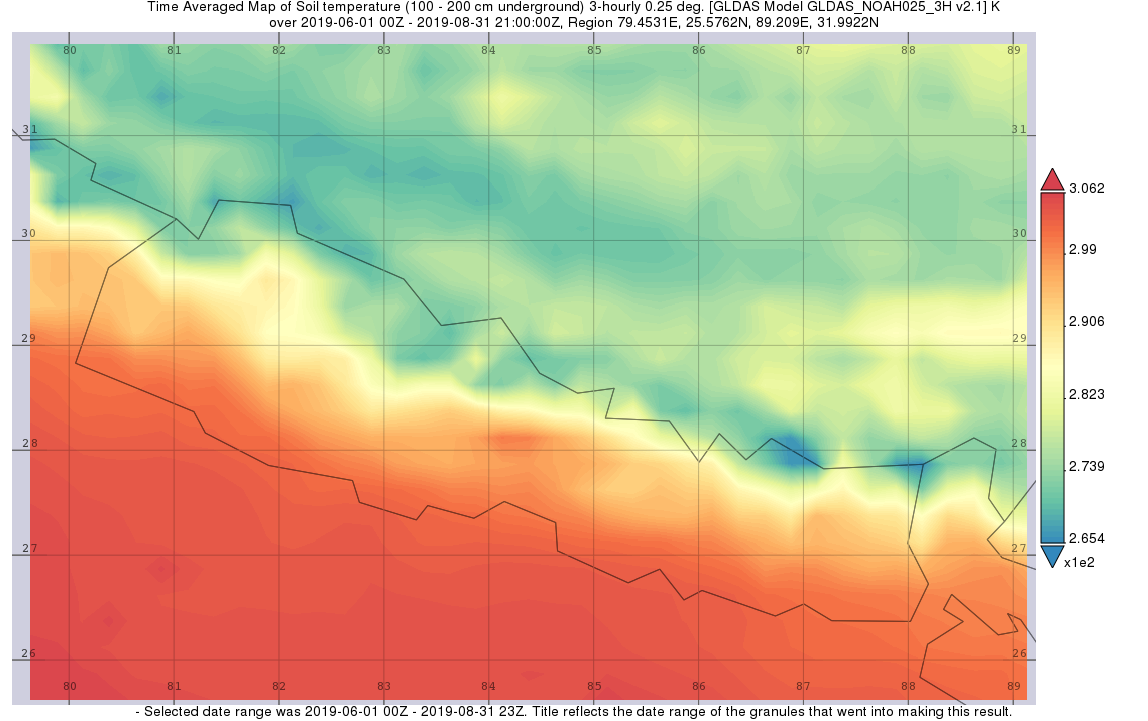 Time Averaged Map of Soil temperature (100 - 200 cm underground) 3-hourly 0.25 deg. [GLDAS Model GLDAS_NOAH025_3H v2.1] K
over 2019-06-01 00Z - 2019-08-31 21:00:00Z, Region 79.4531E, 25.5762N, 89.209E, 31.9922N
80 81 82 83 84 85 86 87 88 89
31 31
30 30
29 29
28 28
27 27
26 26
80 81 82 83 84 85 86 87 88 89
3.062
2.99
2.906
2.823
2.739
2.654
x1e2
- Selected date range was 2019-06-01 00Z - 2019-08-31 23Z. Title reflects the date range of the granules that went into making this result.